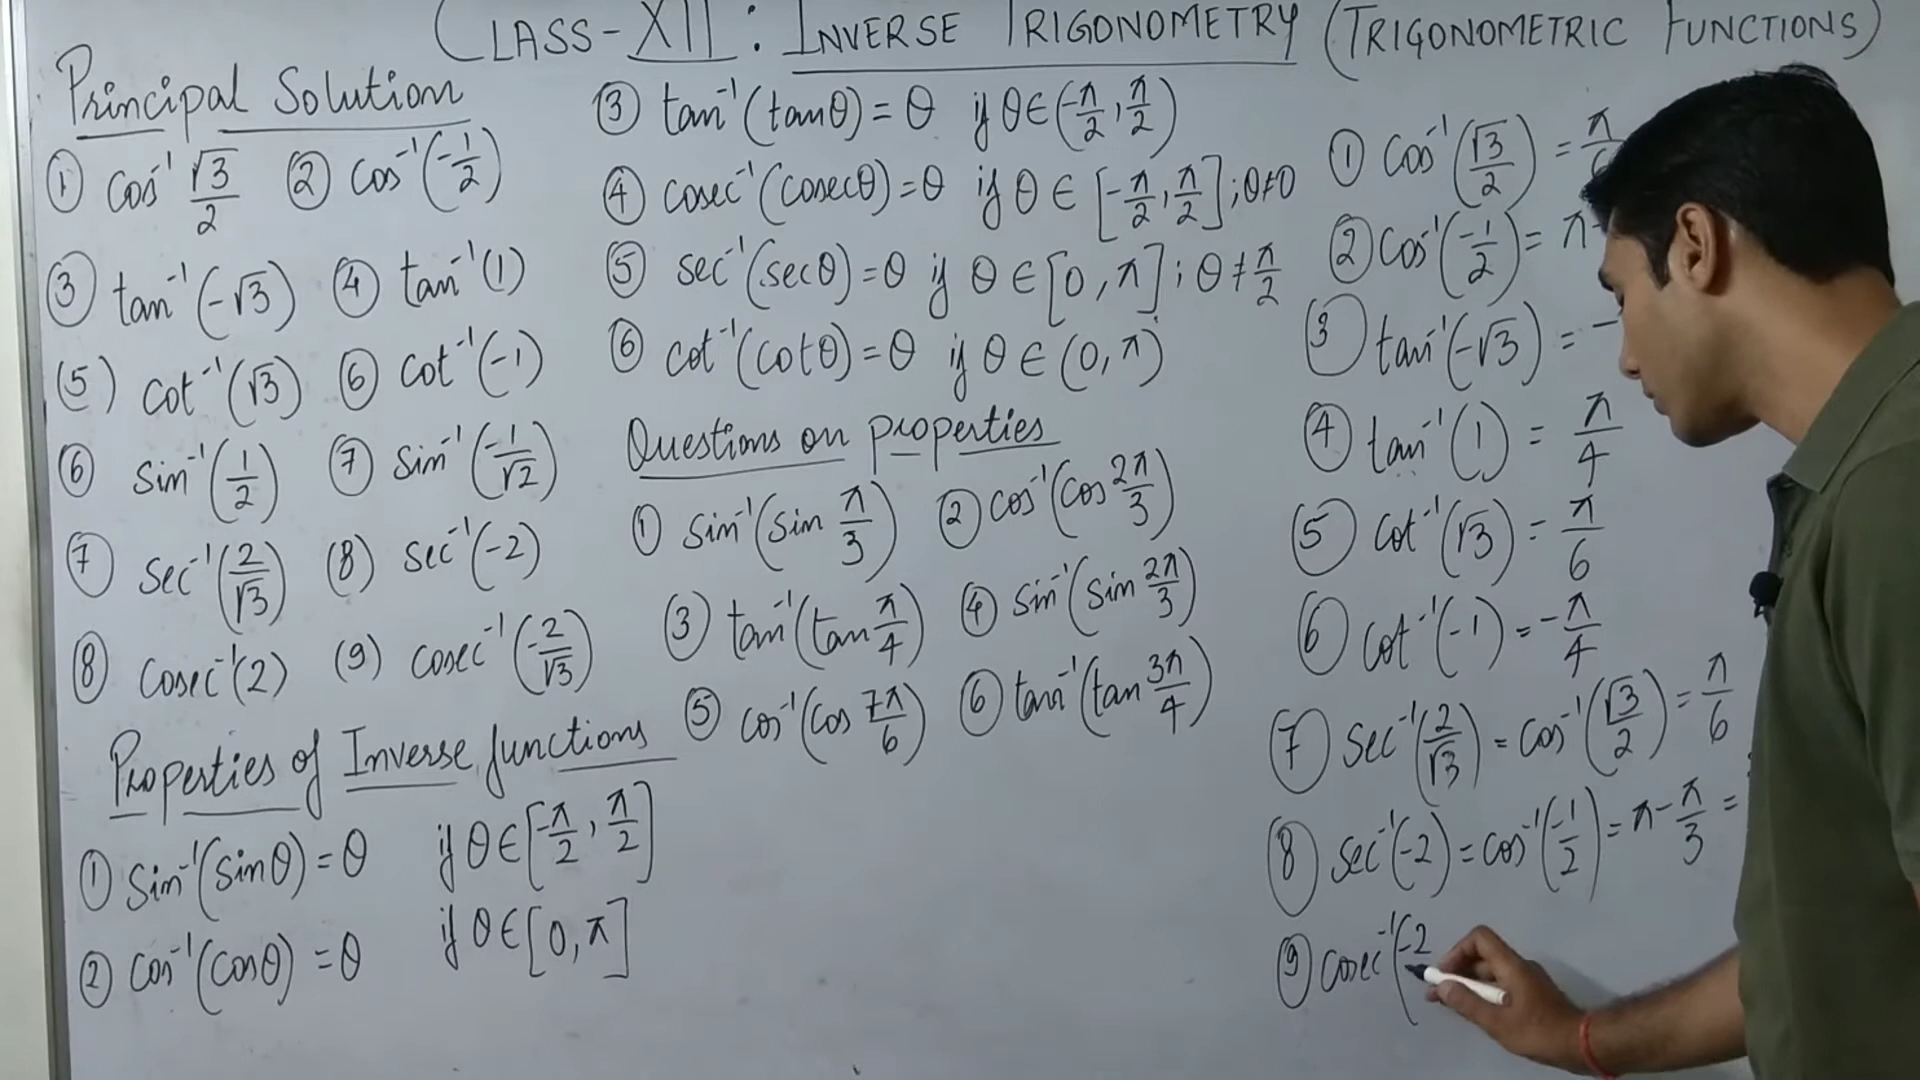 CLASS-XII : INVERSE TRIGONOMETRY (TRIGONOMETRIC FUNCTIONS)
Principal Solution
① cos⁻¹ √3/2 ② cos⁻¹(-1/2)
③ tan⁻¹(-√3) ④ tan⁻¹(1)
(5) cot⁻¹(√3) ⑥ cot⁻¹(-1)
⑥ sin⁻¹(1/2) ⑦ sin⁻¹(-1/√2)
⑦ sec⁻¹(2/√3) (8) sec⁻¹(-2)
⑧ cosec⁻¹(2) (9) cosec⁻¹(-2/√3)
Properties of Inverse functions
① sin⁻¹(sinθ) = θ if θ∈[-π/2, π/2]
② cos⁻¹(cosθ) = θ if θ∈[0, π]
③ tan⁻¹(tanθ) = θ if θ∈(-π/2, π/2)
④ cosec⁻¹(cosecθ) = θ if θ∈[-π/2, π/2] ; θ≠0
⑤ sec⁻¹(secθ) = θ if θ∈[0, π] ; θ≠π/2
⑥ cot⁻¹(cotθ) = θ if θ∈(0, π)
Questions on properties
① sin⁻¹(sin π/3) ② cos⁻¹(cos 2π/3)
③ tan⁻¹(tan π/4) ④ sin⁻¹(sin 2π/3)
⑤ cos⁻¹(cos 7π/6) ⑥ tan⁻¹(tan 3π/4)
① cos⁻¹(√3/2) = π/6
② cos⁻¹(-1/2) = π-
③ tan⁻¹(-√3) = -
④ tan⁻¹(1) = π/4
⑤ cot⁻¹(√3) = π/6
⑥ cot⁻¹(-1) = -π/4
⑦ sec⁻¹(2/√3) = cos⁻¹(√3/2) = π/6
⑧ sec⁻¹(-2) = cos⁻¹(-1/2) = π - π/3 =
⑨ cosec⁻¹(-2